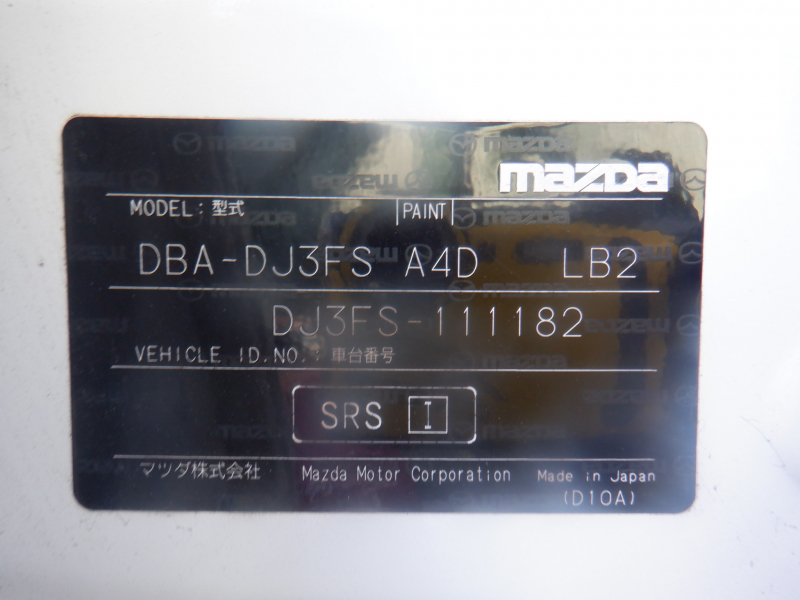 mazda
MODEL: 型式 PAINT
DBA-DJ3FS A4D LB2
DJ3FS-111182
VEHICLE ID.NO.: 車台番号
SRS I
マツダ株式会社 Mazda Motor Corporation Made in Japan
(D10A)